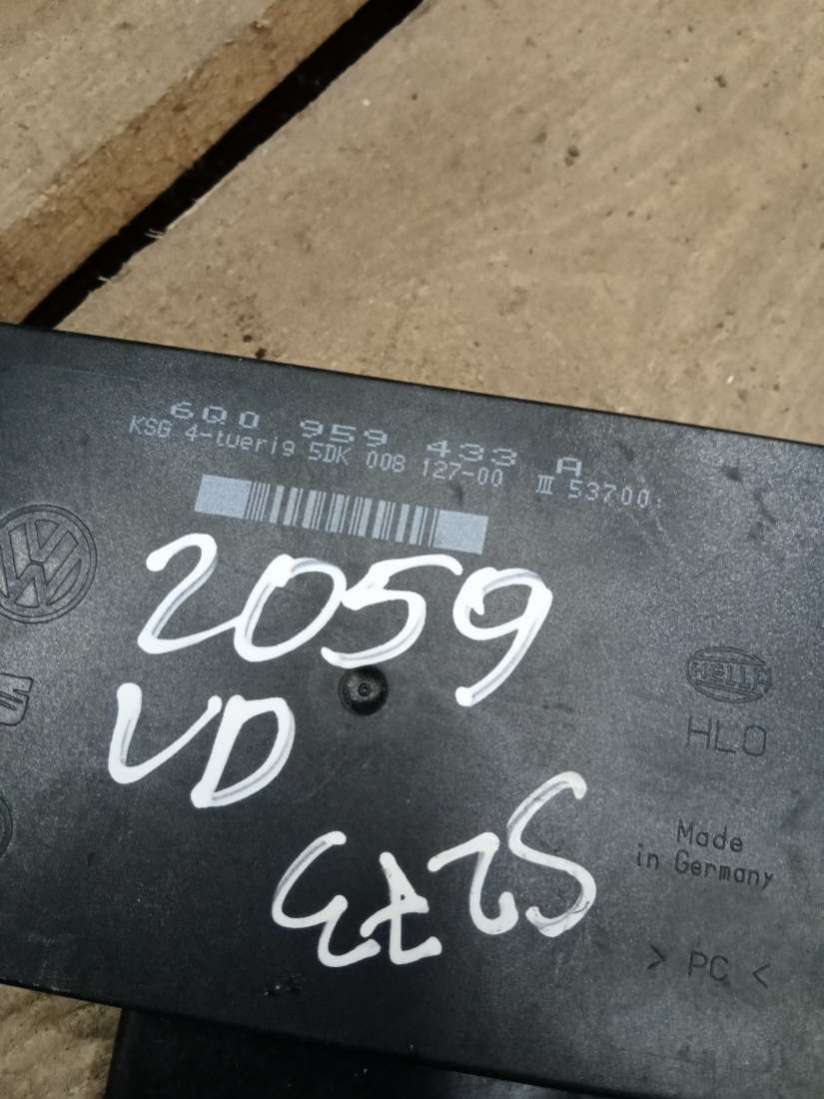 6Q0 959 433 A
KSG 4-tuerig 5DK 008 127-00 III 53700
2059
VD
HELLA
HLO
Made
in Germany
> PC <